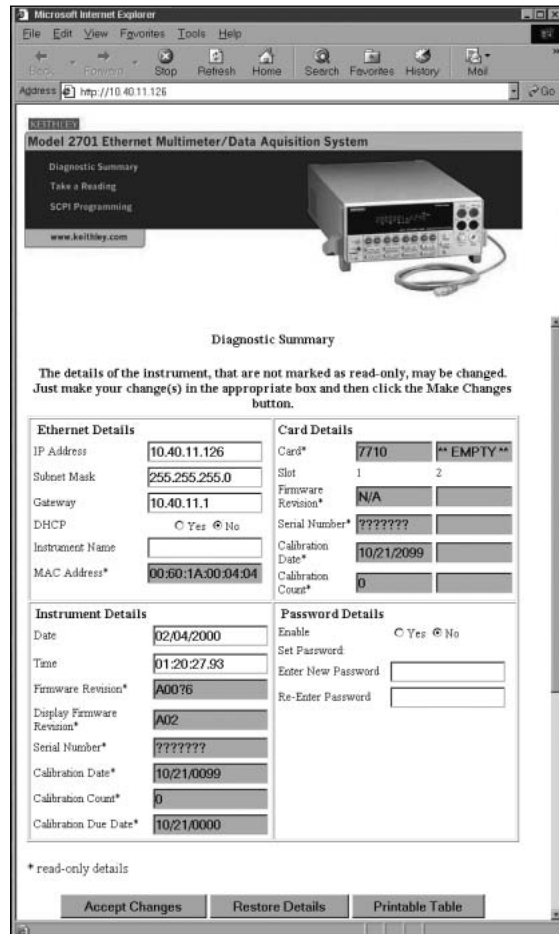 Microsoft Internet Explorer
File Edit View Favorites Tools Help
Back Forward Stop Refresh Home Search Favorites History Mail
Address http://10.40.11.126 Go
KEITHLEY
Model 2701 Ethernet Multimeter/Data Aquisition System
Diagnostic Summary
Take a Reading
SCPI Programming
www.keithley.com
Diagnostic Summary
The details of the instrument, that are not marked as read-only, may be changed.
Just make your change(s) in the appropriate box and then click the Make Changes
button.
Ethernet Details
IP Address 10.40.11.126
Subnet Mask 255.255.255.0
Gateway 10.40.11.1
DHCP Yes No
Instrument Name
MAC Address* 00:60:1A:00:04:04
Card Details
Card* 7710 ** EMPTY **
Slot 1 2
Firmware
Revision* N/A
Serial Number* ???????
Calibration
Date* 10/21/2099
Calibration
Count* 0
Instrument Details
Date 02/04/2000
Time 01:20:27.93
Firmware Revision* A00?6
Display Firmware
Revision* A02
Serial Number* ???????
Calibration Date* 10/21/0099
Calibration Count* 0
Calibration Due Date* 10/21/0000
Password Details
Enable Yes No
Set Password:
Enter New Password
Re-Enter Password
* read-only details
Accept Changes Restore Details Printable Table